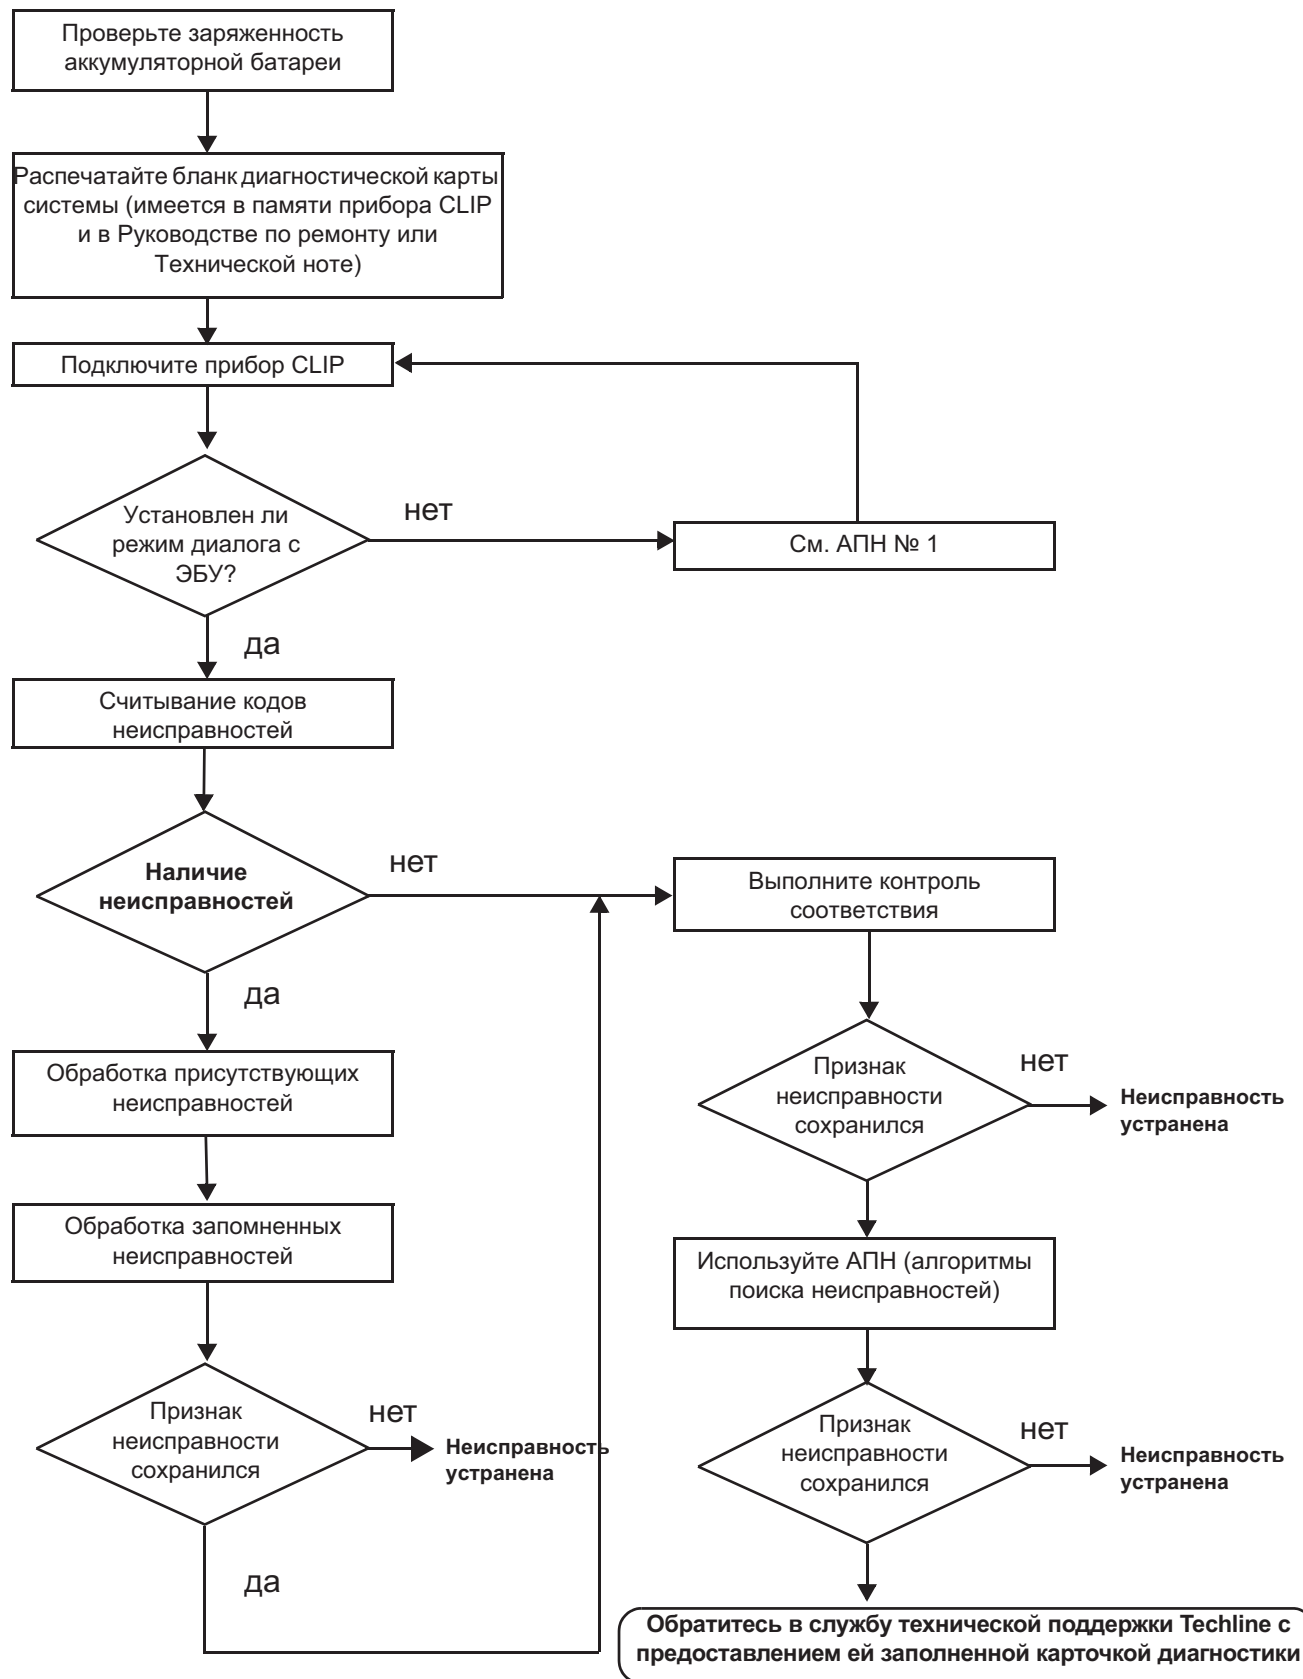 Проверьте заряженность
аккумуляторной батареи
Распечатайте бланк диагностической карты
системы (имеется в памяти прибора CLIP
и в Руководстве по ремонту или
Технической ноте)
Подключите прибор CLIP
Установлен ли
режим диалога с
ЭБУ?
нет
См. АПН № 1
да
Считывание кодов
неисправностей
Наличие
неисправностей
нет
Выполните контроль
соответствия
да
Обработка присутствующих
неисправностей
Признак
неисправности
сохранился
нет
Неисправность
устранена
Обработка запомненных
неисправностей
Используйте АПН (алгоритмы
поиска неисправностей)
Признак
неисправности
сохранился
нет
Неисправность
устранена
Признак
неисправности
сохранился
нет
Неисправность
устранена
да
Обратитесь в службу технической поддержки Techline с
предоставлением ей заполненной карточкой диагностики